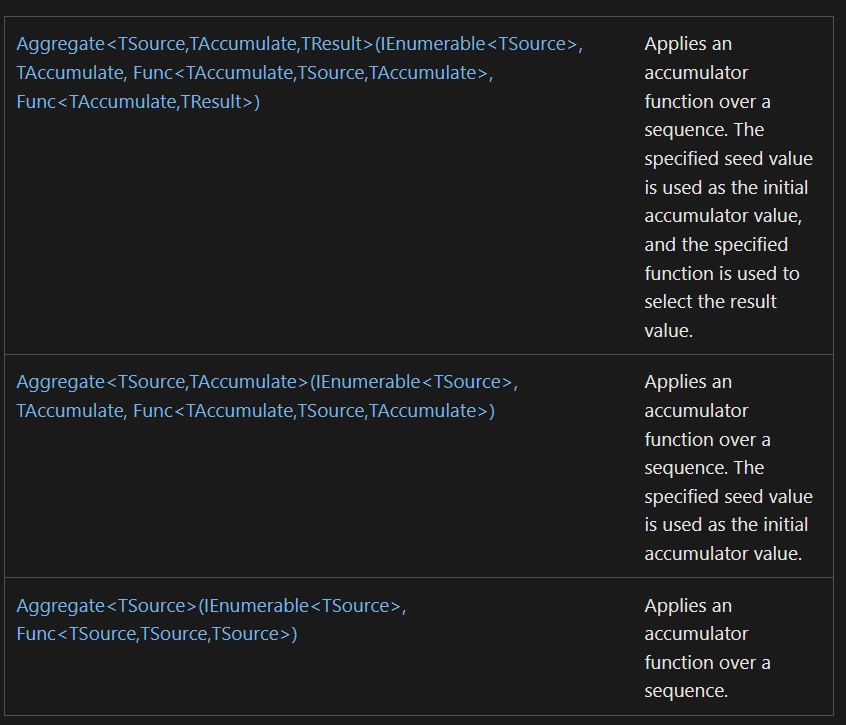 Aggregate<TSource,TAccumulate,TResult>(IEnumerable<TSource>,
TAccumulate, Func<TAccumulate,TSource,TAccumulate>,
Func<TAccumulate,TResult>)
Applies an
accumulator
function over a
sequence. The
specified seed value
is used as the initial
accumulator value,
and the specified
function is used to
select the result
value.
Aggregate<TSource,TAccumulate>(IEnumerable<TSource>,
TAccumulate, Func<TAccumulate,TSource,TAccumulate>)
Applies an
accumulator
function over a
sequence. The
specified seed value
is used as the initial
accumulator value.
Aggregate<TSource>(IEnumerable<TSource>,
Func<TSource,TSource,TSource>)
Applies an
accumulator
function over a
sequence.